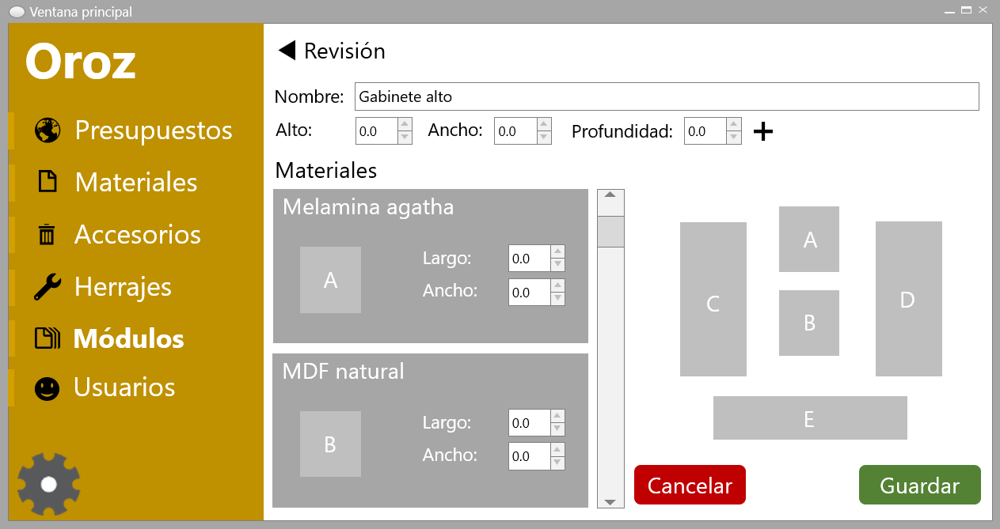 Ventana principal
Oroz
Presupuestos
Materiales
Accesorios
Herrajes
Módulos
Usuarios
Revisión
Nombre: Gabinete alto
Alto: 0.0 Ancho: 0.0 Profundidad: 0.0
Materiales
Melamina agatha
A
Largo: 0.0
Ancho: 0.0
MDF natural
B
Largo: 0.0
Ancho: 0.0
A
C
B
D
E
Cancelar
Guardar